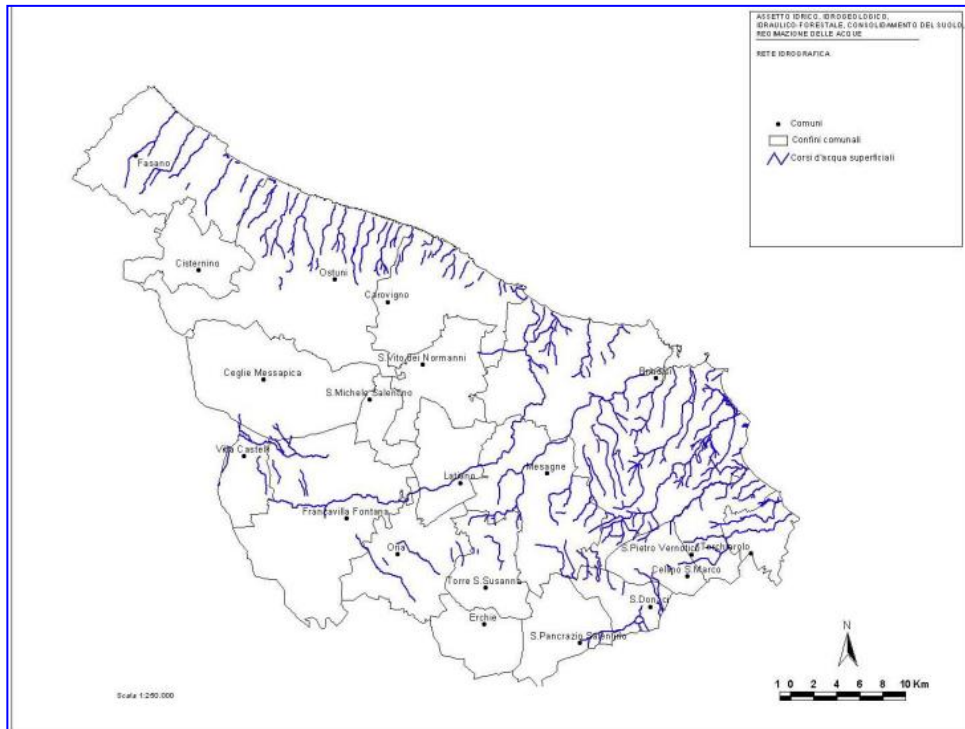 ASSETTO IDRICO, IDROGEOLOGICO,
IDRAULICO-FORESTALE, CONSOLIDAMENTO DEL SUOLO,
REGIMAZIONE DELLE ACQUE
RETE IDROGRAFICA
Comuni
Confini comunali
Corsi d'acqua superficiali
Fasano
Cisternino
Ostuni
Carovigno
S.Vito dei Normanni
Ceglie Messapica
Brindisi
S.Michele Salentino
Villa Castelli
Latiano
Mesagne
Francavilla Fontana
Oria
S.Pietro Vernotico
Torchiarolo
Cellino S.Marco
Torre S.Susanna
S.Donaci
Erchie
S.Pancrazio Salentino
N
1 0 2 4 6 8 10 Km
Scala 1:250.000